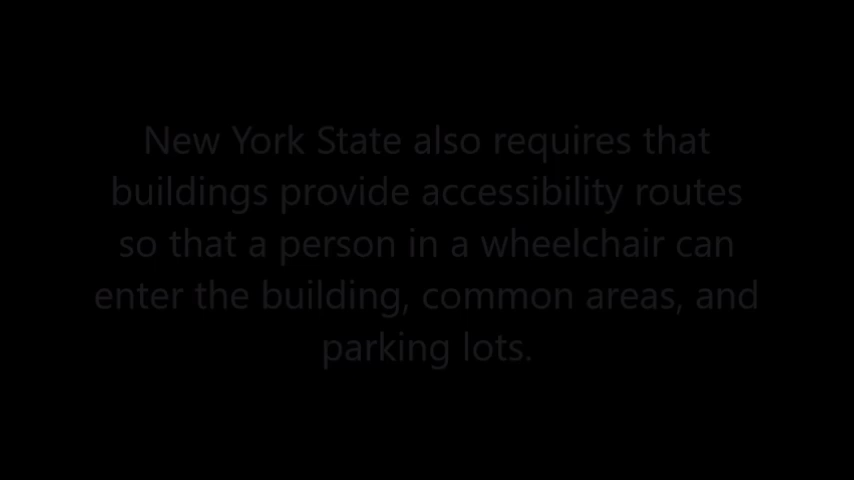 New York State also requires that
buildings provide accessibility routes
so that a person in a wheelchair can
enter the building, common areas, and
parking lots.